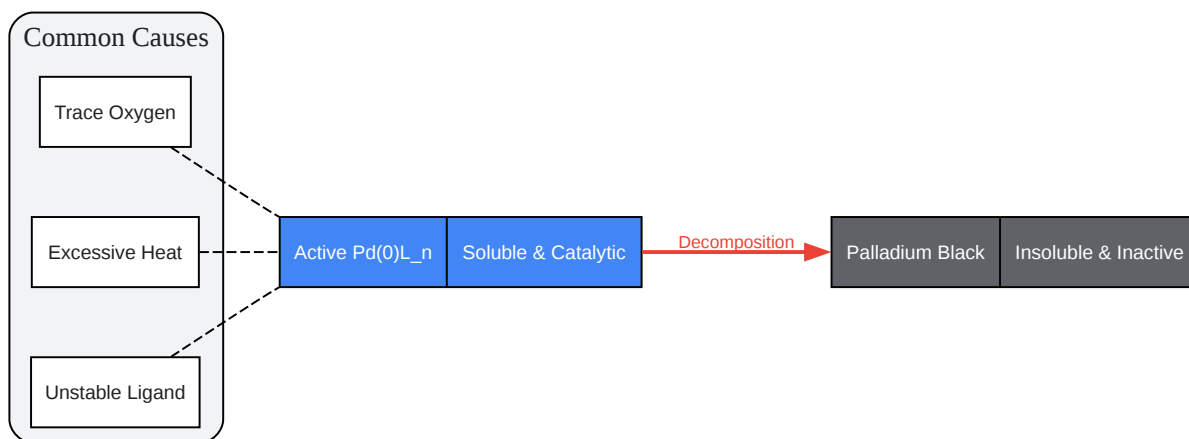 Common Causes
Trace Oxygen
Excessive Heat
Unstable Ligand
Active Pd(0)L_n
Soluble & Catalytic
Decomposition
Palladium Black
Insoluble & Inactive